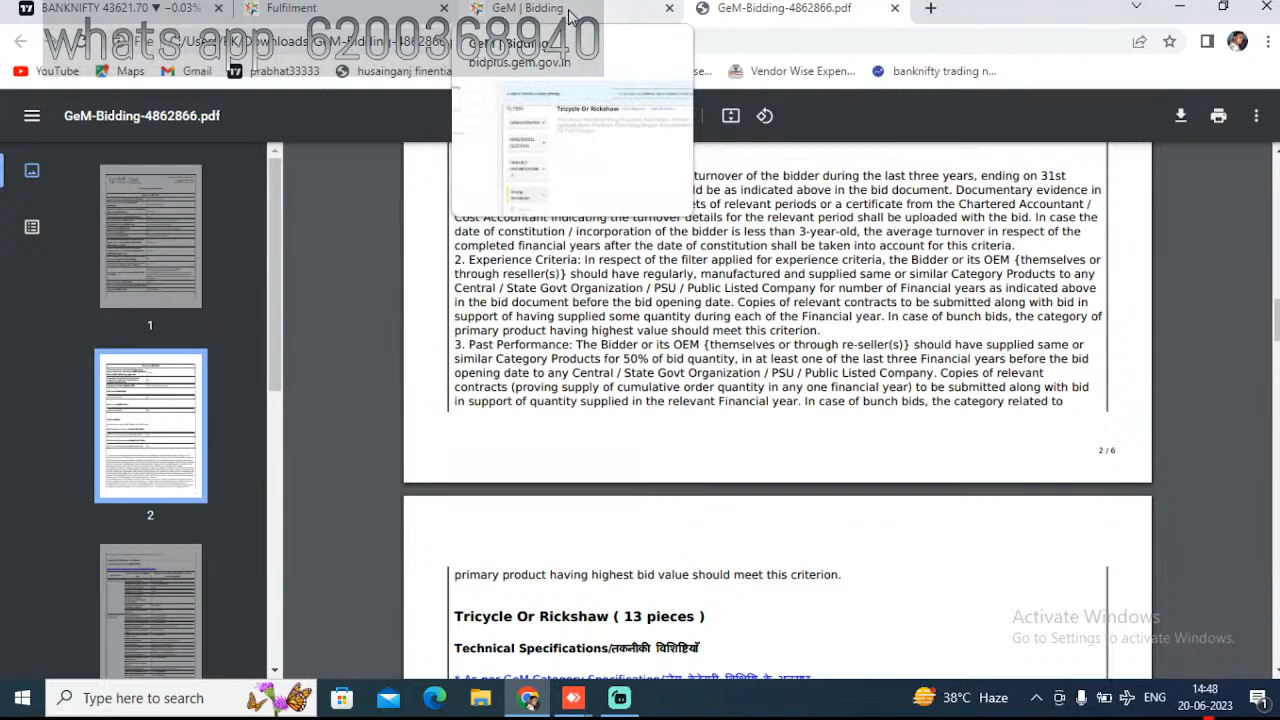 BANKNIFTY 43621.70 ▼ −0.03%
Fulfilment
GeM | Bidding
GeM-Bidding-4862866.pdf
whatsapp 6200368940
GeM | Bidding
bidplus.gem.gov.in
YouTube
Maps
Gmail
prabhat33333
husainganj finential
se...
Vendor Wise Expen...
banknifty trading n...
Tricycle Or Rickshaw
turnover of the bidder during the last three years, ending on 31st
ld be as indicated above in the bid document. Documentary evidence in
ets of relevant periods or a certificate from the Chartered Accountant /
Cost Accountant indicating the turnover details for the relevant period shall be uploaded with the bid. In case the
date of constitution / incorporation of the bidder is less than 3-year-old, the average turnover in respect of the
completed financial years after the date of constitution shall be taken into account for this criteria.
2. Experience Criteria: In respect of the filter applied for experience criteria, the Bidder or its OEM {themselves or
through reseller(s)} should have regularly, manufactured and supplied same or similar Category Products to any
Central / State Govt Organization / PSU / Public Listed Company for number of Financial years as indicated above
in the bid document before the bid opening date. Copies of relevant contracts to be submitted along with bid in
support of having supplied some quantity during each of the Financial year. In case of bunch bids, the category of
primary product having highest value should meet this criterion.
3. Past Performance: The Bidder or its OEM {themselves or through re-seller(s)} should have supplied same or
similar Category Products for 50% of bid quantity, in at least one of the last three Financial years before the bid
opening date to any Central / State Govt Organization / PSU / Public Listed Company. Copies of relevant
contracts (proving supply of cumulative order quantity in any one financial year) to be submitted along with bid
in support of quantity supplied in the relevant Financial year. In case of bunch bids, the category related to
2 / 6
1
2
primary product having highest bid value should meet this criterion.
Tricycle Or Rickshaw ( 13 pieces )
Technical Specifications/तकनीकी विशिष्टियाँ
* As per GeM Category Specification/
Activate Windows
Go to Settings to activate Windows.
Type here to search
38°C Haze
ENG
14:48
20-06-2023
1